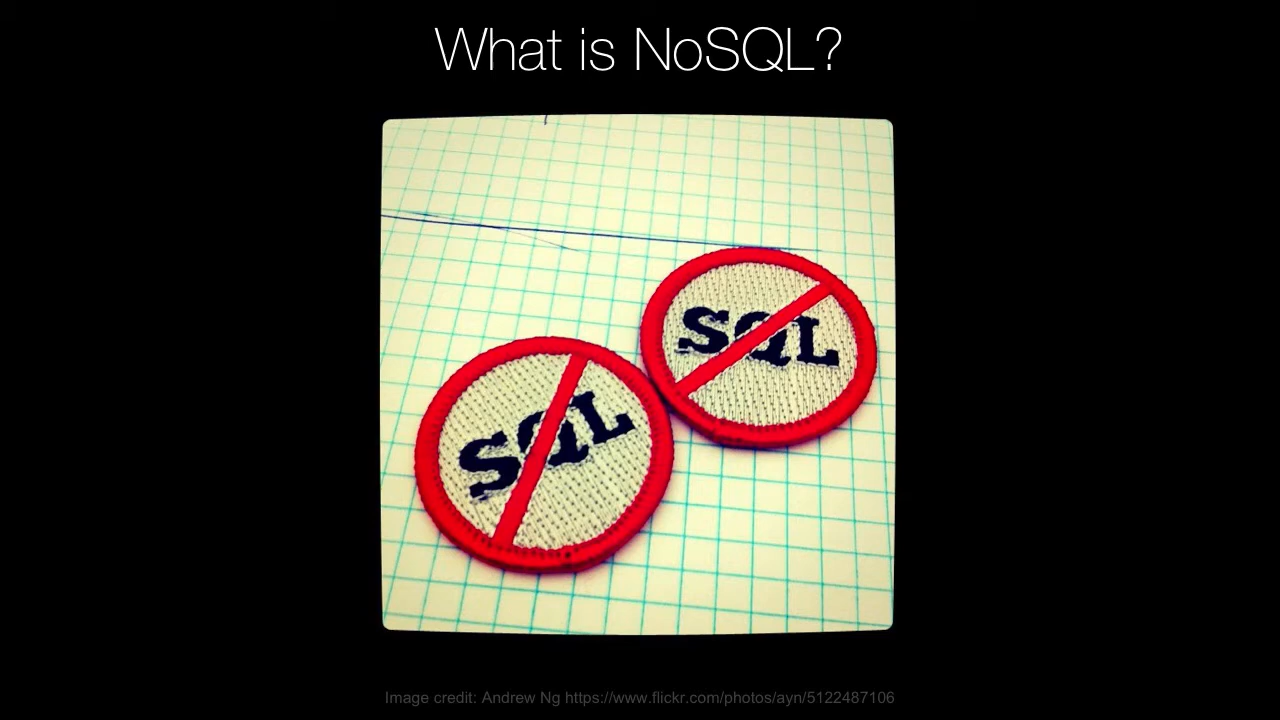 What is NoSQL?
SQL
SQL
Image credit: Andrew Ng https://www.flickr.com/photos/ayn/5122487106